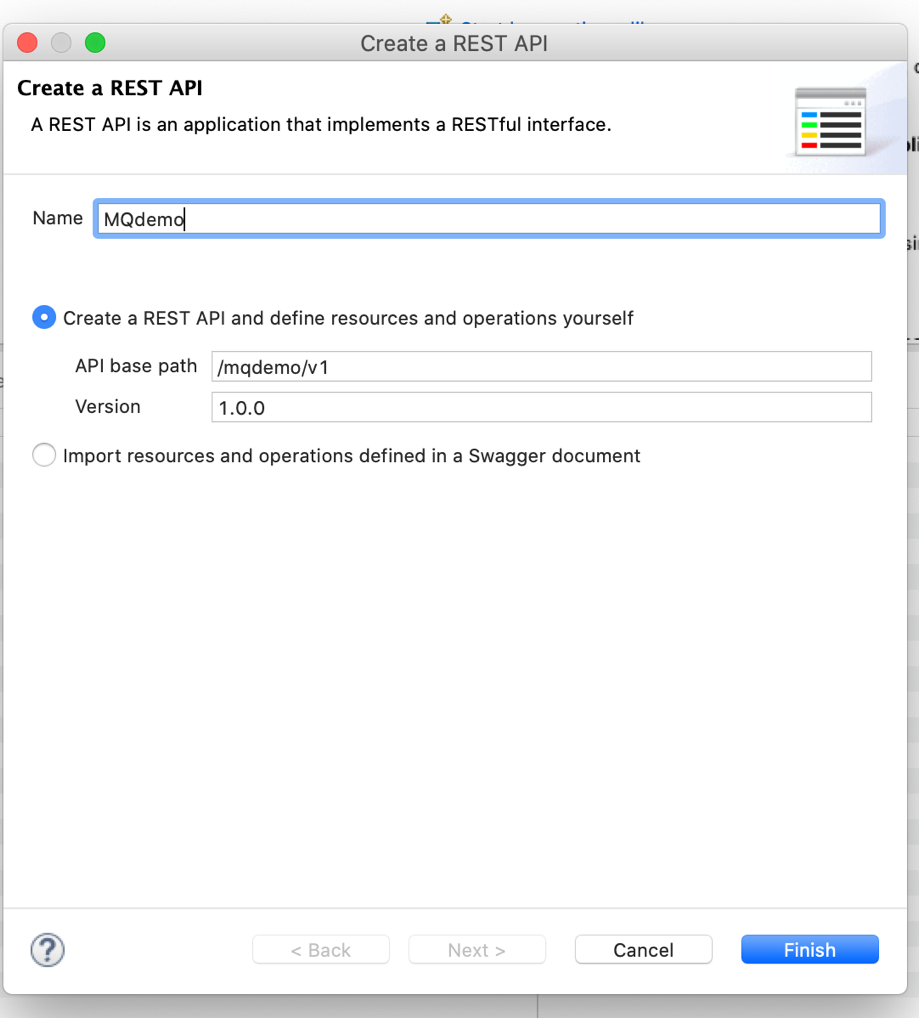 Create a REST API
Create a REST API
A REST API is an application that implements a RESTful interface.
Name MQdemo
Create a REST API and define resources and operations yourself
API base path /mqdemo/v1
Version 1.0.0
Import resources and operations defined in a Swagger document
? < Back Next > Cancel Finish